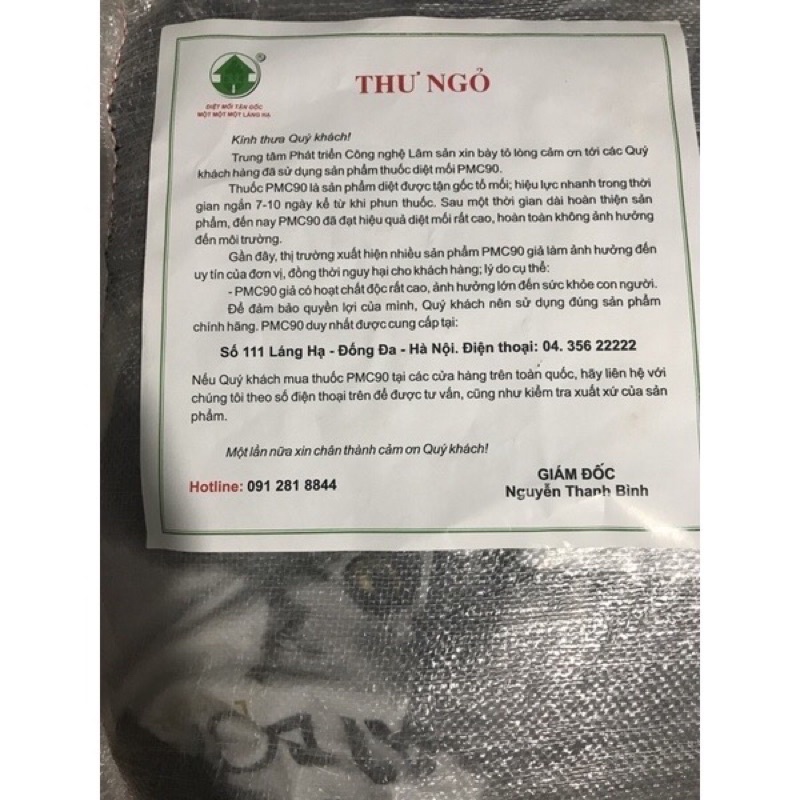 ®
DIỆT MỐI TẬN GỐC
MỘT MỘT MỘT LÁNG HẠ
THƯ NGỎ
Kính thưa Quý khách!
Trung tâm Phát triển Công nghệ Lâm sản xin bày tỏ lòng cảm ơn tới các Quý
khách hàng đã sử dụng sản phẩm thuốc diệt mối PMC90.
Thuốc PMC90 là sản phẩm diệt được tận gốc tổ mối; hiệu lực nhanh trong thời
gian ngắn 7-10 ngày kể từ khi phun thuốc. Sau một thời gian dài hoàn thiện sản
phẩm, đến nay PMC90 đã đạt hiệu quả diệt mối rất cao, hoàn toàn không ảnh hưởng
đến môi trường.
Gần đây, thị trường xuất hiện nhiều sản phẩm PMC90 giả làm ảnh hưởng đến
uy tín của đơn vị, đồng thời nguy hại cho khách hàng; lý do cụ thể:
- PMC90 giả có hoạt chất độc rất cao, ảnh hưởng lớn đến sức khỏe con người.
Để đảm bảo quyền lợi của mình, Quý khách nên sử dụng đúng sản phẩm
chính hãng. PMC90 duy nhất được cung cấp tại:
Số 111 Láng Hạ - Đống Đa - Hà Nội. Điện thoại: 04. 356 22222
Nếu Quý khách mua thuốc PMC90 tại các cửa hàng trên toàn quốc, hãy liên hệ với
chúng tôi theo số điện thoại trên để được tư vấn, cũng như kiểm tra xuất xứ của sản
phẩm.
Một lần nữa xin chân thành cảm ơn Quý khách!
GIÁM ĐỐC
Hotline: 091 281 8844
Nguyễn Thanh Bình